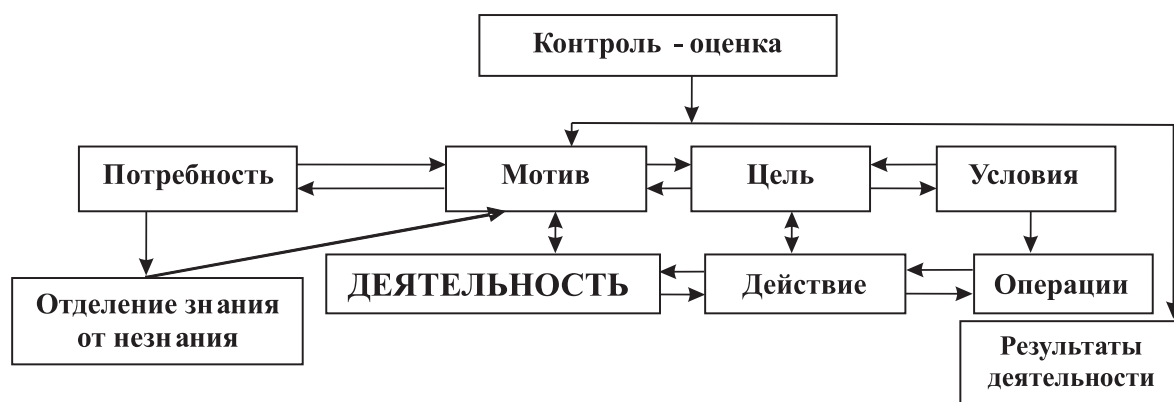 Контроль - оценка
Потребность
Мотив
Цель
Условия
ДЕЯТЕЛЬНОСТЬ
Действие
Операции
Отделение знания
от незнания
Результаты
деятельности